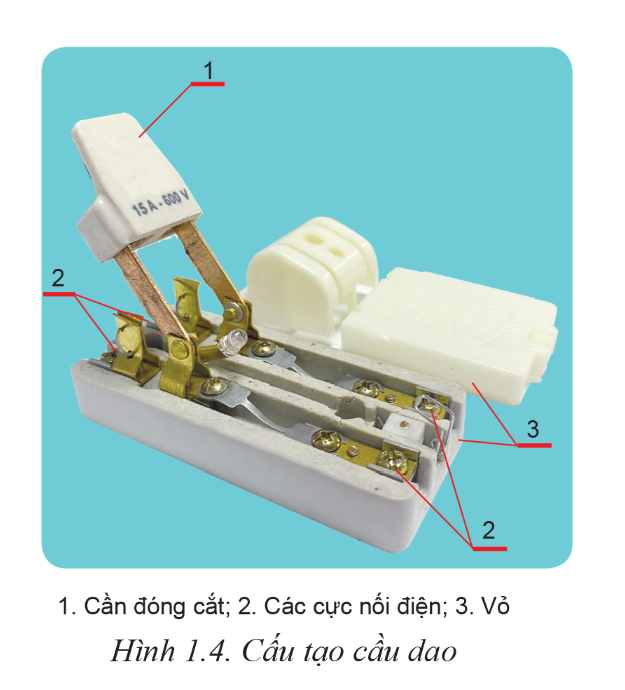 1
15A - 600 V
2
3
2
1. Cần đóng cắt; 2. Các cực nối điện; 3. Vỏ
Hình 1.4. Cấu tạo cầu dao